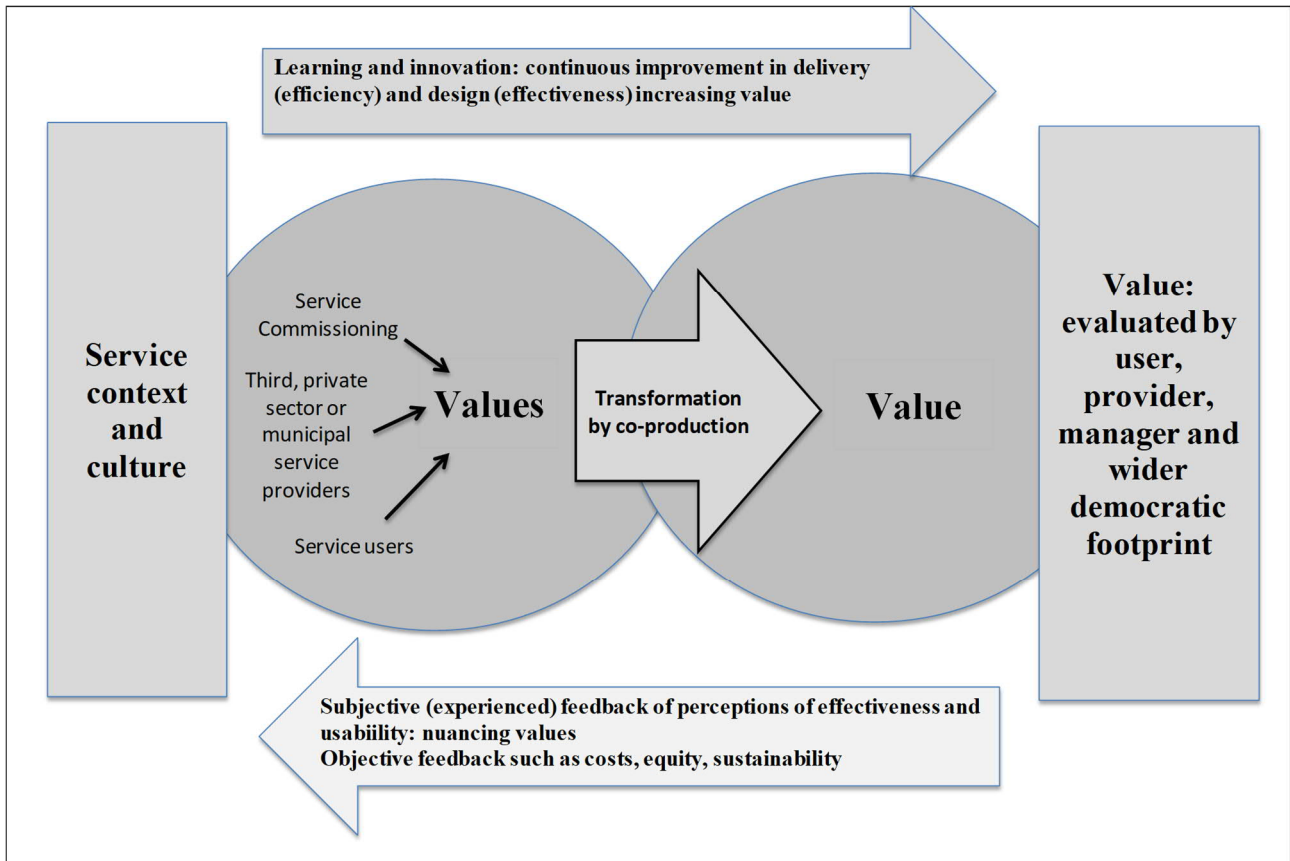 Learning and innovation: continuous improvement in delivery
(efficiency) and design (effectiveness) increasing value
Service
context
and
culture
Service
Commissioning
Third, private
sector or
municipal
service
providers
Service users
Values
Transformation
by co-production
Value
Value:
evaluated by
user,
provider,
manager and
wider
democratic
footprint
Subjective (experienced) feedback of perceptions of effectiveness and
usabiility: nuancing values
Objective feedback such as costs, equity, sustainability